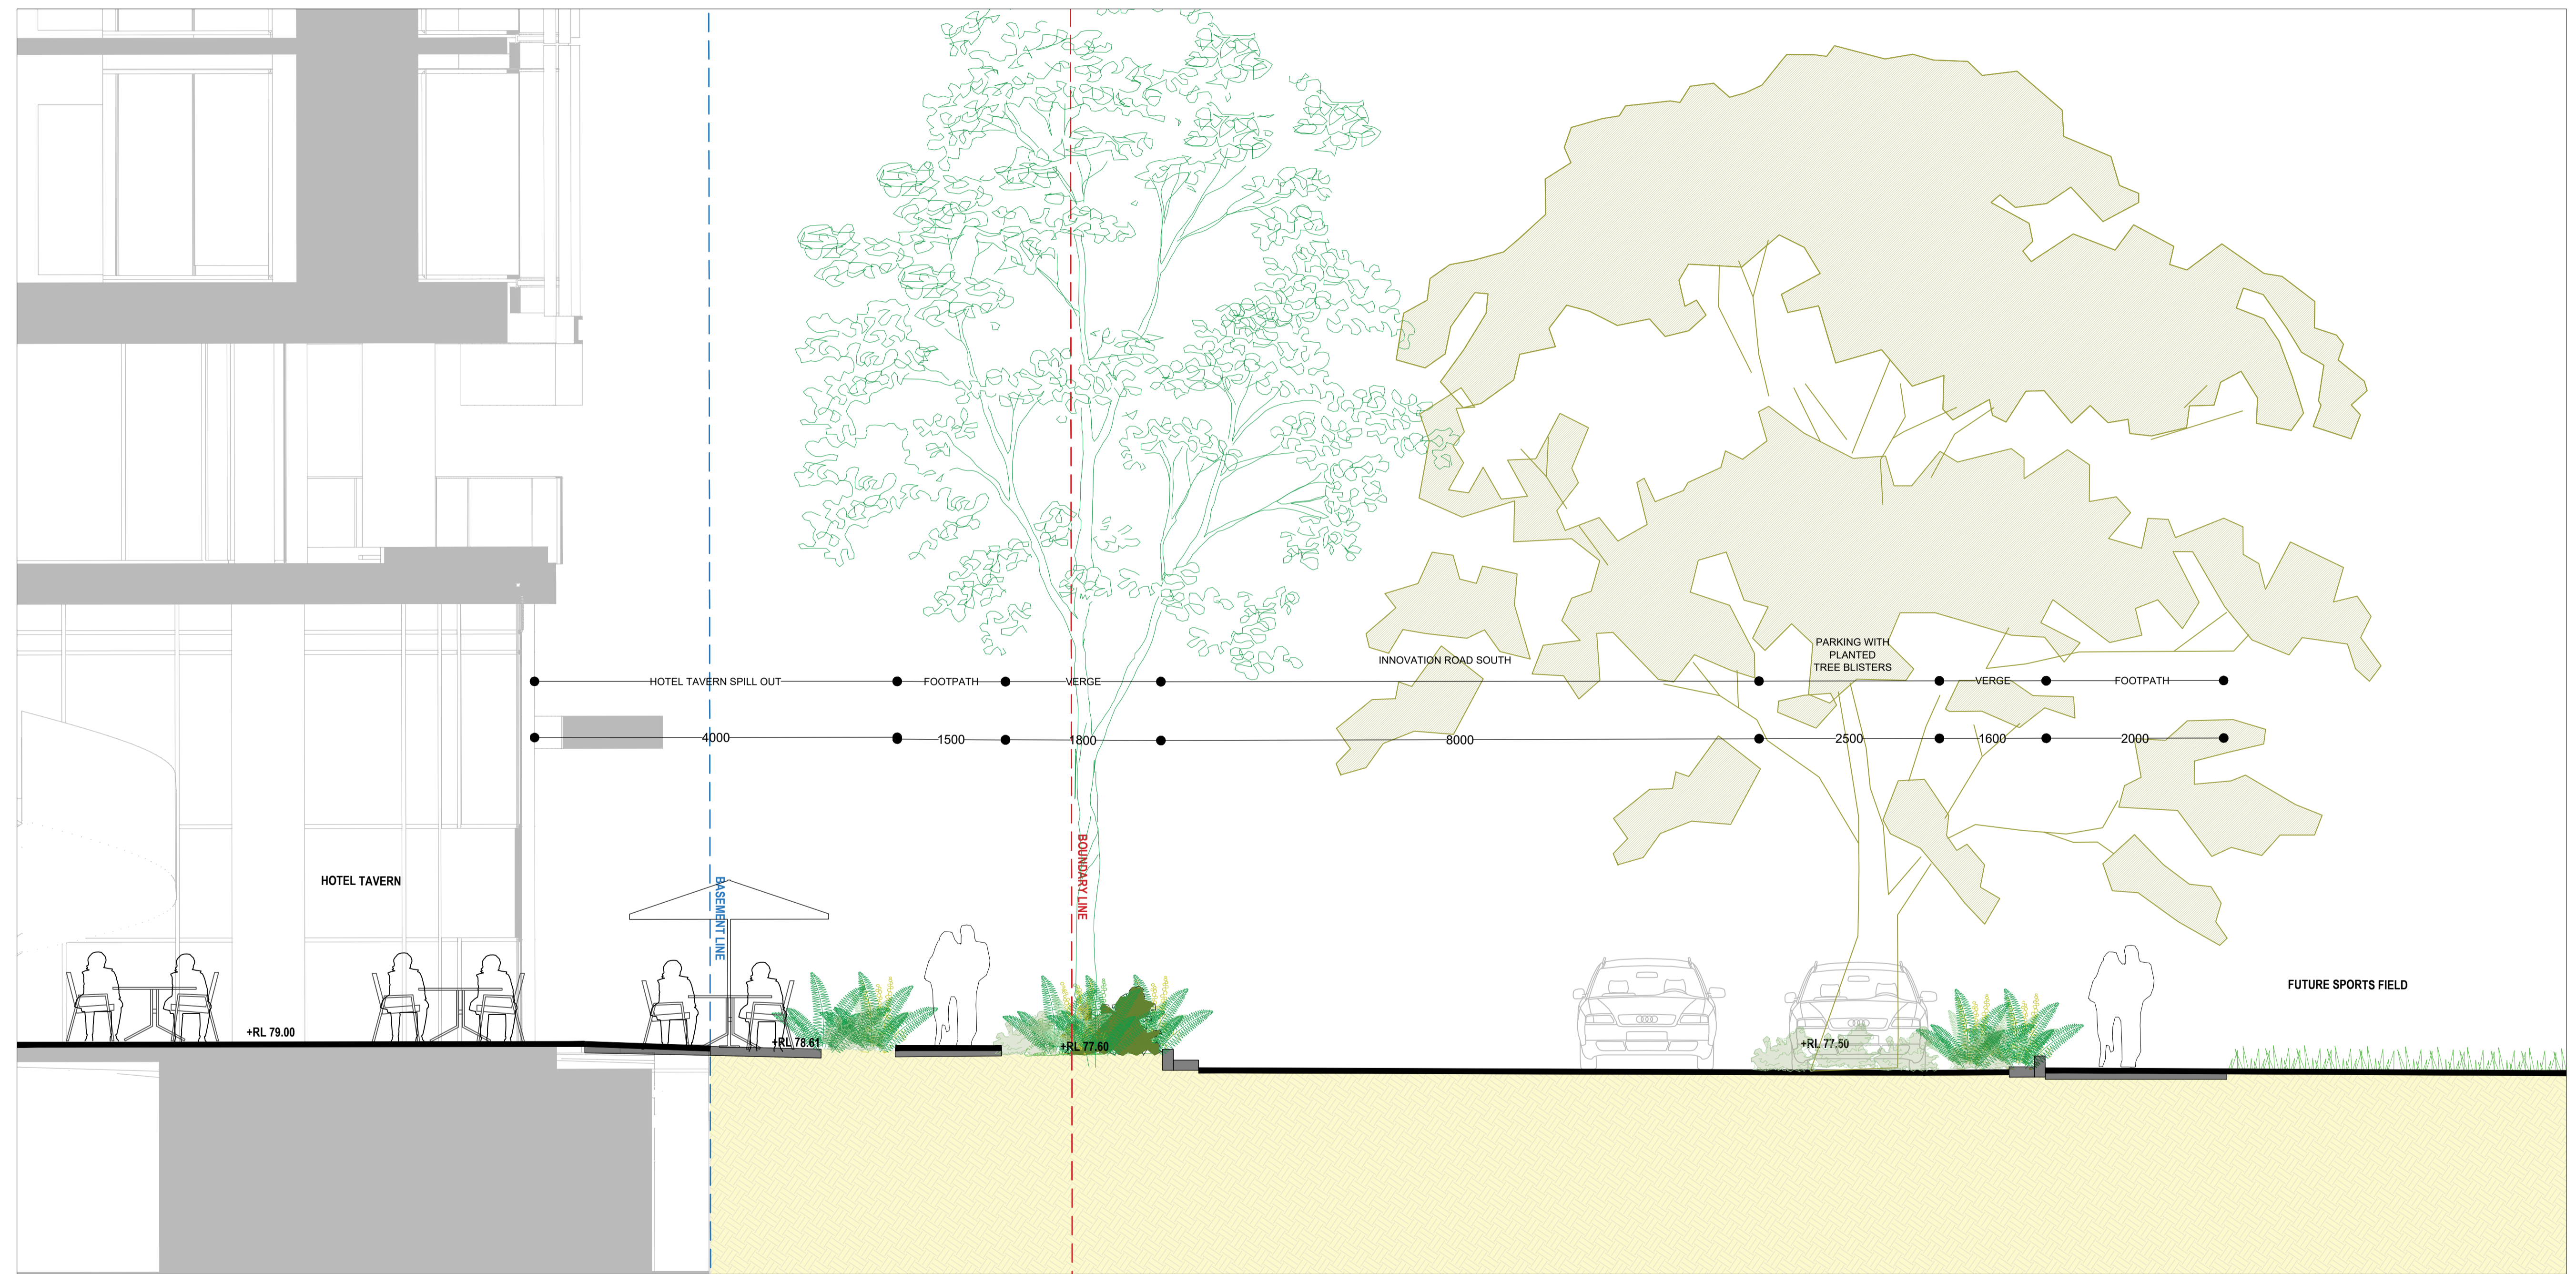 INNOVATION ROAD SOUTH
PARKING WITH
PLANTED
TREE BLISTERS
HOTEL TAVERN SPILL OUT
FOOTPATH
VERGE
VERGE
FOOTPATH
4000
1500
1800
8000
2500
1600
2000
HOTEL TAVERN
BASEMENT LINE
BOUNDARY LINE
FUTURE SPORTS FIELD
+RL 79.00
+RL 78.61
+RL 77.60
+RL 77.50